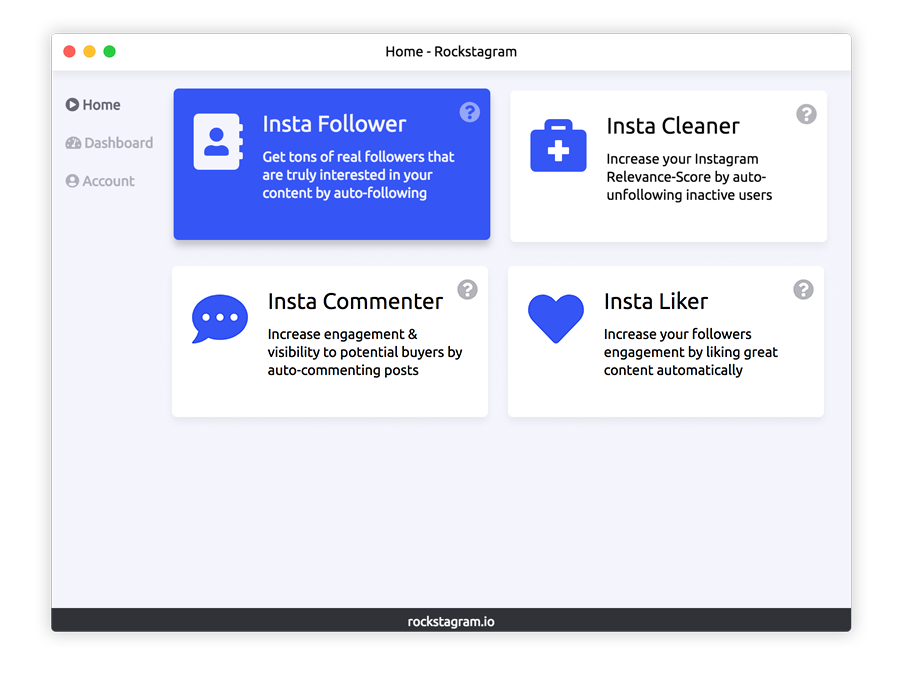 Home - Rockstagram
Home
Dashboard
Account
Insta Follower
Get tons of real followers that
are truly interested in your
content by auto-following
?
Insta Cleaner
Increase your Instagram
Relevance-Score by auto-
unfollowing inactive users
?
Insta Commenter
Increase engagement &
visibility to potential buyers by
auto-commenting posts
?
Insta Liker
Increase your followers
engagement by liking great
content automatically
?
rockstagram.io